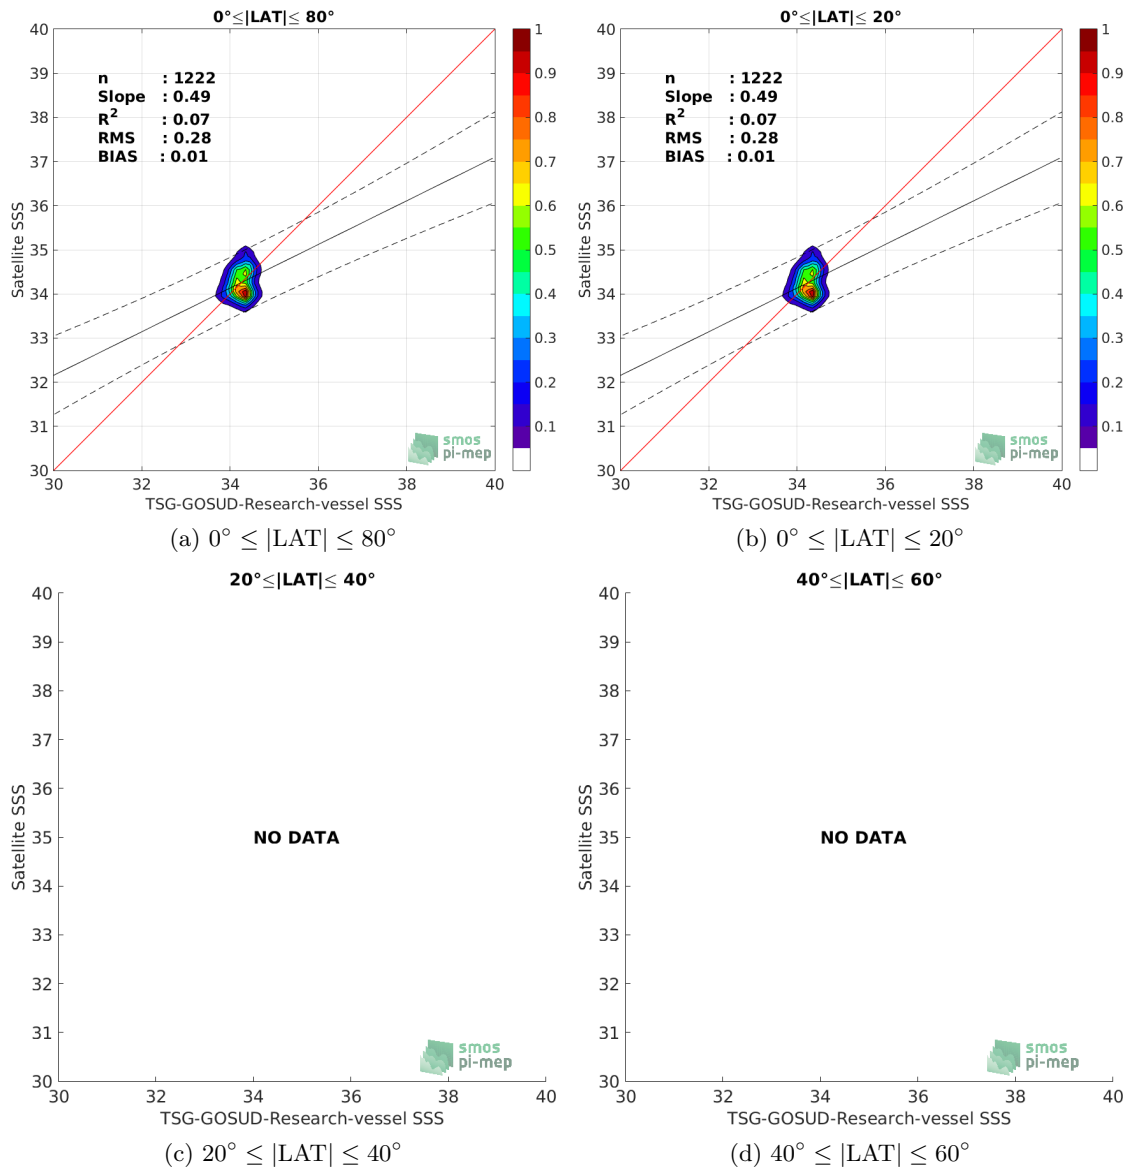 0°≤|LAT|≤ 80°
40
39
38
37
36
35
34
33
32
31
30
Satellite SSS
n : 1222
Slope : 0.49
R² : 0.07
RMS : 0.28
BIAS : 0.01
1
0.9
0.8
0.7
0.6
0.5
0.4
0.3
0.2
0.1
smos
pi-mep
30 32 34 36 38 40
TSG-GOSUD-Research-vessel SSS
(a) 0° ≤ |LAT| ≤ 80°
0°≤|LAT|≤ 20°
40
39
38
37
36
35
34
33
32
31
30
Satellite SSS
n : 1222
Slope : 0.49
R² : 0.07
RMS : 0.28
BIAS : 0.01
1
0.9
0.8
0.7
0.6
0.5
0.4
0.3
0.2
0.1
smos
pi-mep
30 32 34 36 38 40
TSG-GOSUD-Research-vessel SSS
(b) 0° ≤ |LAT| ≤ 20°
20°≤|LAT|≤ 40°
40
39
38
37
36
35
34
33
32
31
30
Satellite SSS
NO DATA
smos
pi-mep
30 32 34 36 38 40
TSG-GOSUD-Research-vessel SSS
(c) 20° ≤ |LAT| ≤ 40°
40°≤|LAT|≤ 60°
40
39
38
37
36
35
34
33
32
31
30
Satellite SSS
NO DATA
smos
pi-mep
30 32 34 36 38 40
TSG-GOSUD-Research-vessel SSS
(d) 40° ≤ |LAT| ≤ 60°